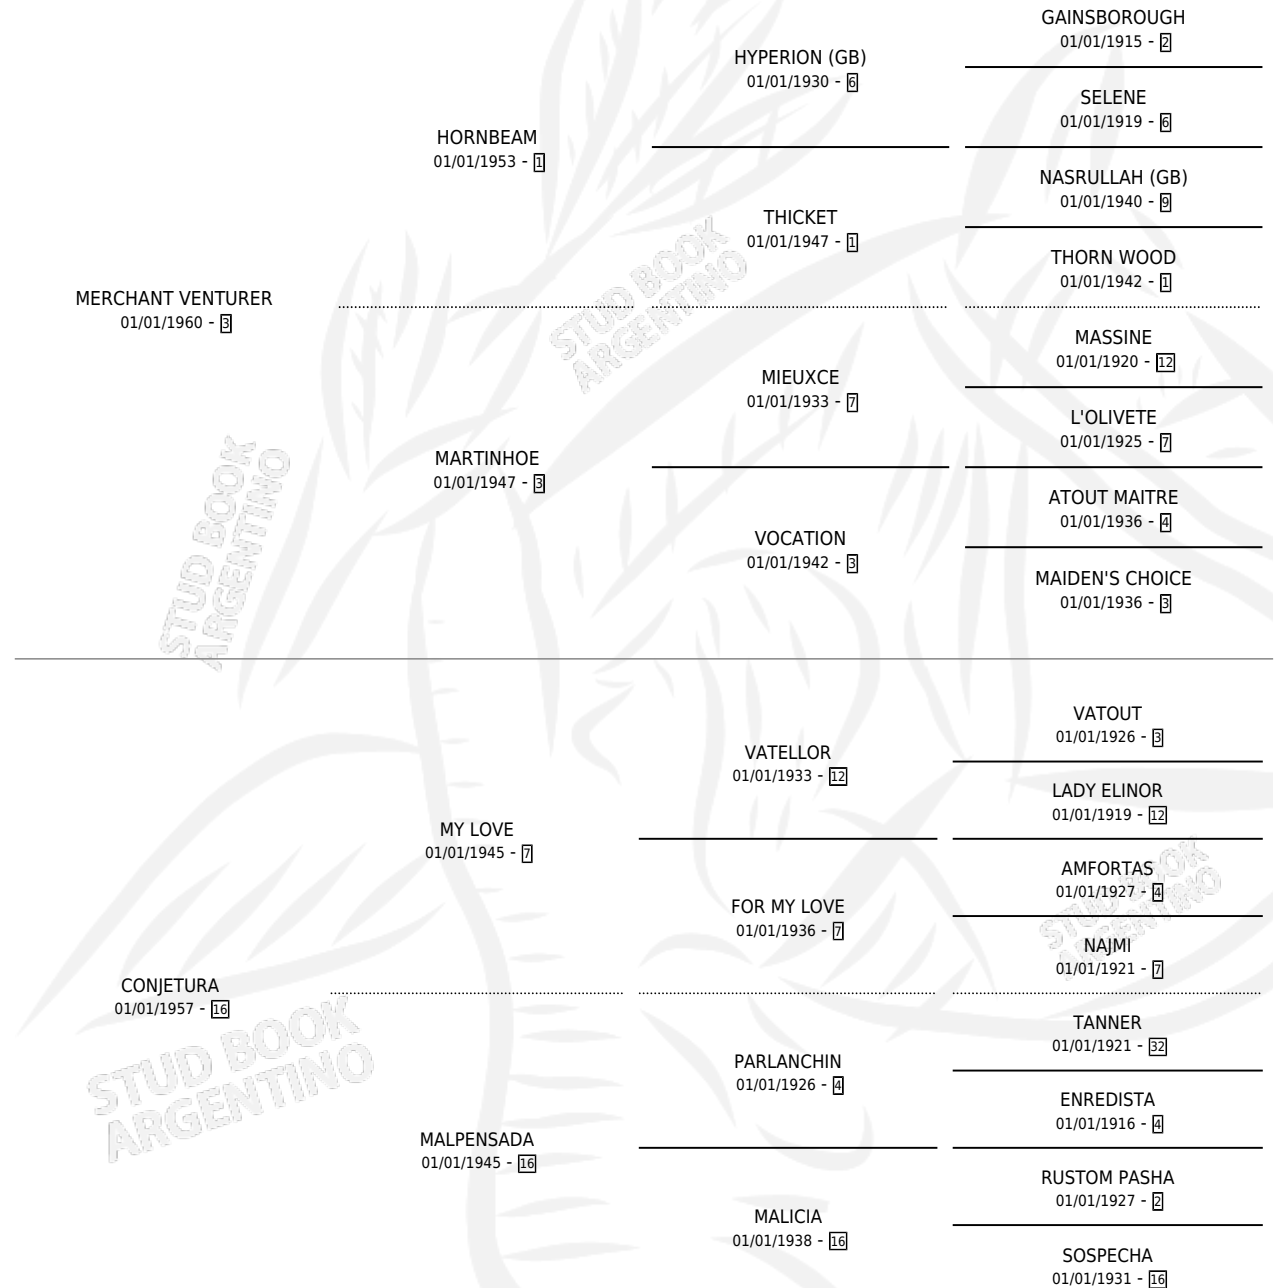 GAINSBOROUGH
01/01/1915 - 2
HYPERION (GB)
01/01/1930 - 6
SELENE
01/01/1919 - 6
HORNBEAM
01/01/1953 - 1
NASRULLAH (GB)
01/01/1940 - 9
THICKET
01/01/1947 - 1
THORN WOOD
01/01/1942 - 1
MERCHANT VENTURER
01/01/1960 - 3
STUD BOOK
ARGENTINO
MASSINE
01/01/1920 - 12
MIEUXCE
01/01/1933 - 7
L'OLIVETE
01/01/1925 - 7
MARTINHOE
01/01/1947 - 3
ATOUT MAITRE
01/01/1936 - 4
VOCATION
01/01/1942 - 3
MAIDEN'S CHOICE
01/01/1936 - 3
STUD BOOK
ARGENTINO
VATOUT
01/01/1926 - 3
VATELLOR
01/01/1933 - 12
LADY ELINOR
01/01/1919 - 12
MY LOVE
01/01/1945 - 7
AMFORTAS
01/01/1927 - 4
FOR MY LOVE
01/01/1936 - 7
NAJMI
01/01/1921 - 7
STUD BOOK
ARGENTINO
CONJETURA
01/01/1957 - 16
TANNER
01/01/1921 - 32
PARLANCHIN
01/01/1926 - 4
ENREDISTA
01/01/1916 - 4
STUD BOOK
ARGENTINO
MALPENSADA
01/01/1945 - 16
RUSTOM PASHA
01/01/1927 - 2
MALICIA
01/01/1938 - 16
SOSPECHA
01/01/1931 - 16